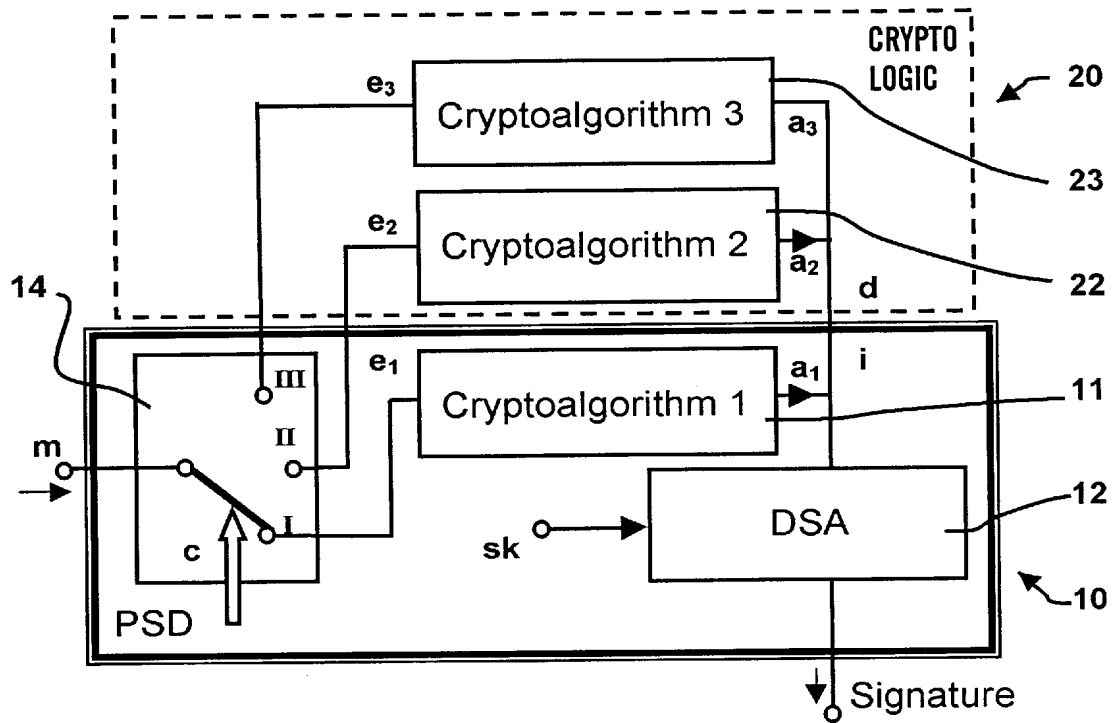 CRYPTO
LOGIC
20
e3
Cryptoalgorithm 3
a3
23
e2
Cryptoalgorithm 2
a2
22
14
d
e1
Cryptoalgorithm 1
a1
i
11
III
II
m
I
c
sk
DSA
12
PSD
10
Signature